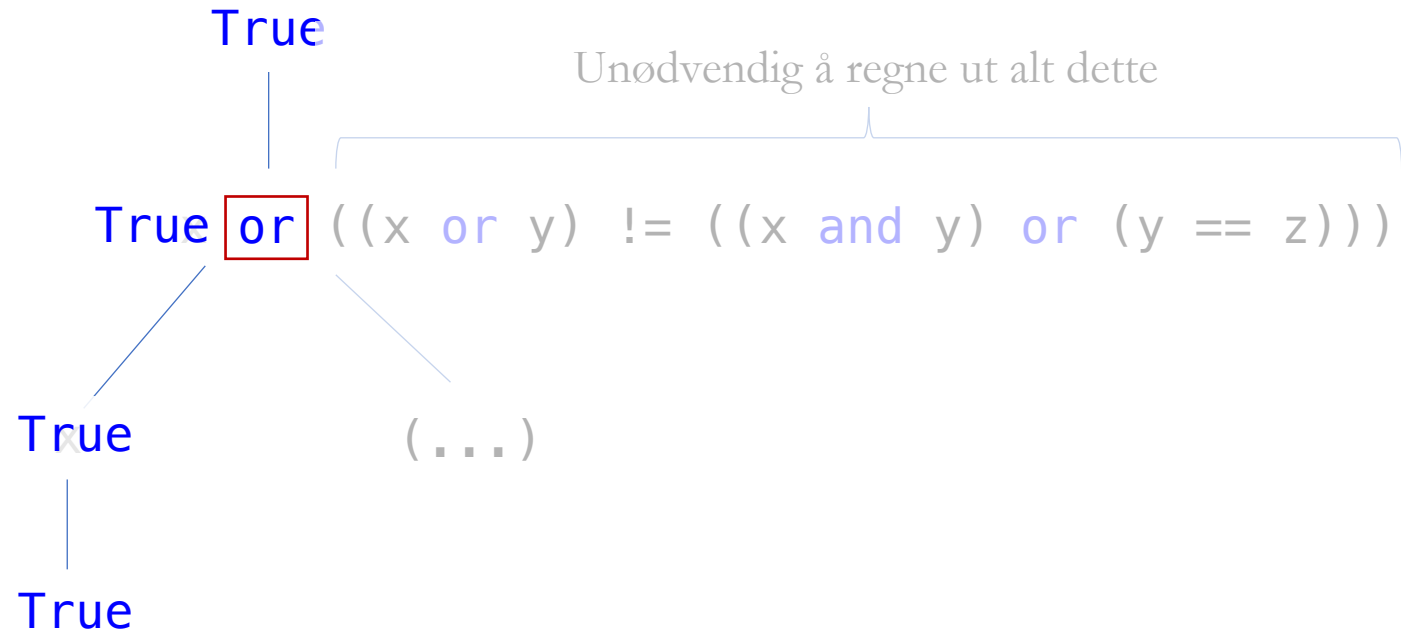 True
Unødvendig å regne ut alt dette
True or ((x or y) != ((x and y) or (y == z)))
True
(...)
True